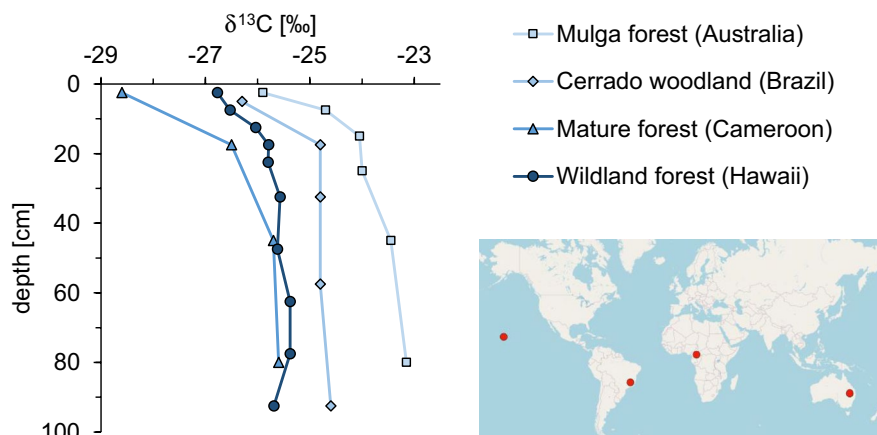 δ¹³C [‰]
-29 -27 -25 -23
0
20
40
60
80
100
depth [cm]
Mulga forest (Australia)
Cerrado woodland (Brazil)
Mature forest (Cameroon)
Wildland forest (Hawaii)